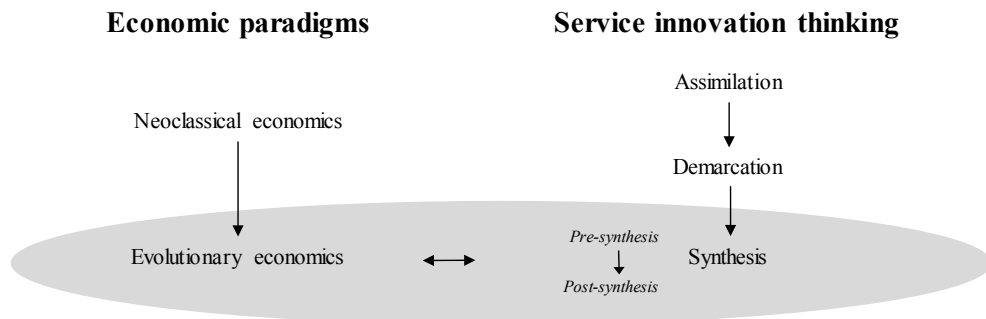 Economic paradigms
Service innovation thinking
Assimilation
Neoclassical economics
Demarcation
Pre-synthesis
Evolutionary economics
Synthesis
Post-synthesis